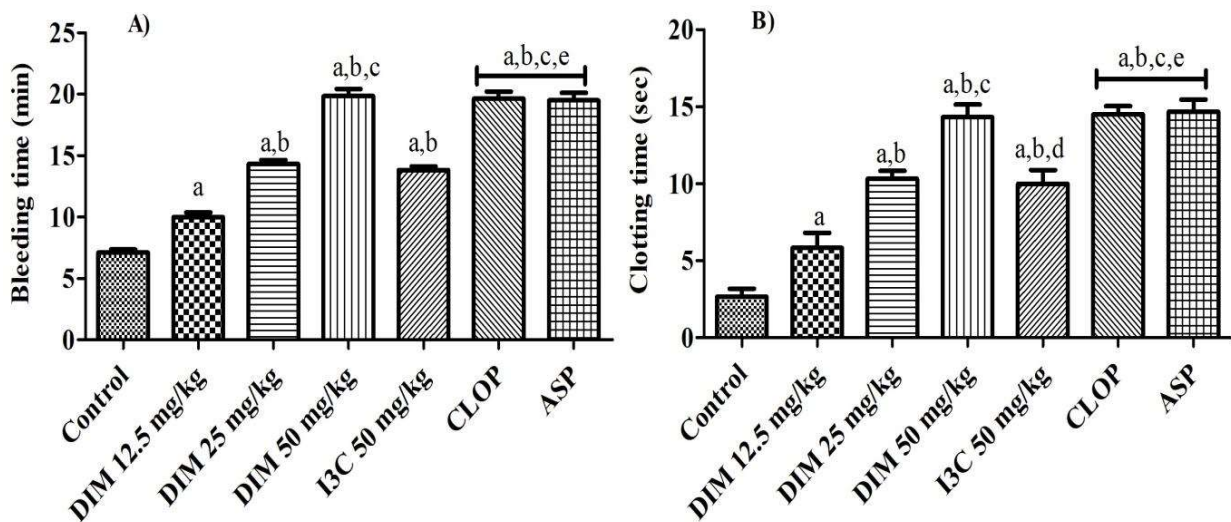 A)
Bleeding time (min)
25
20
15
10
5
0
a
a,b
a,b,c
a,b
a,b,c,e
Control
DIM 12.5 mg/kg
DIM 25 mg/kg
DIM 50 mg/kg
I3C 50 mg/kg
CLOP
ASP
B)
Clotting time (sec)
20
15
10
5
0
a
a,b
a,b,c
a,b,d
a,b,c,e
Control
DIM 12.5 mg/kg
DIM 25 mg/kg
DIM 50 mg/kg
I3C 50 mg/kg
CLOP
ASP